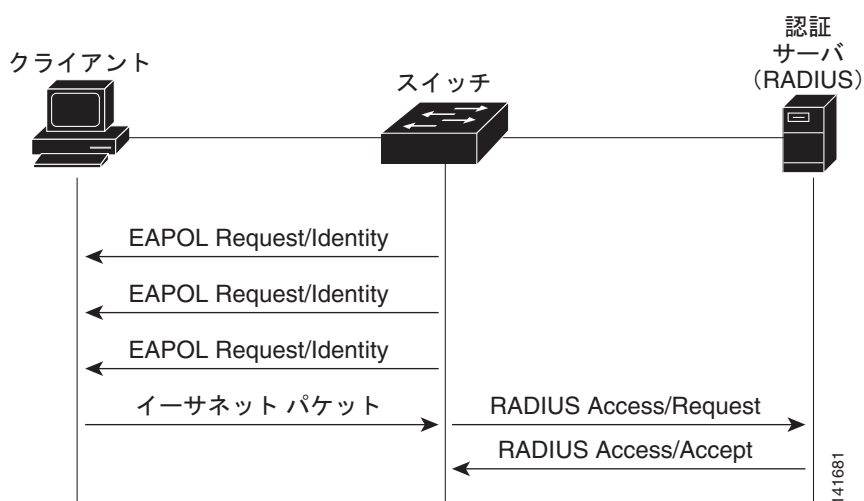 クライアント
スイッチ
認証
サーバ
（RADIUS）
EAPOL Request/Identity
EAPOL Request/Identity
EAPOL Request/Identity
イーサネット パケット
RADIUS Access/Request
RADIUS Access/Accept
141681